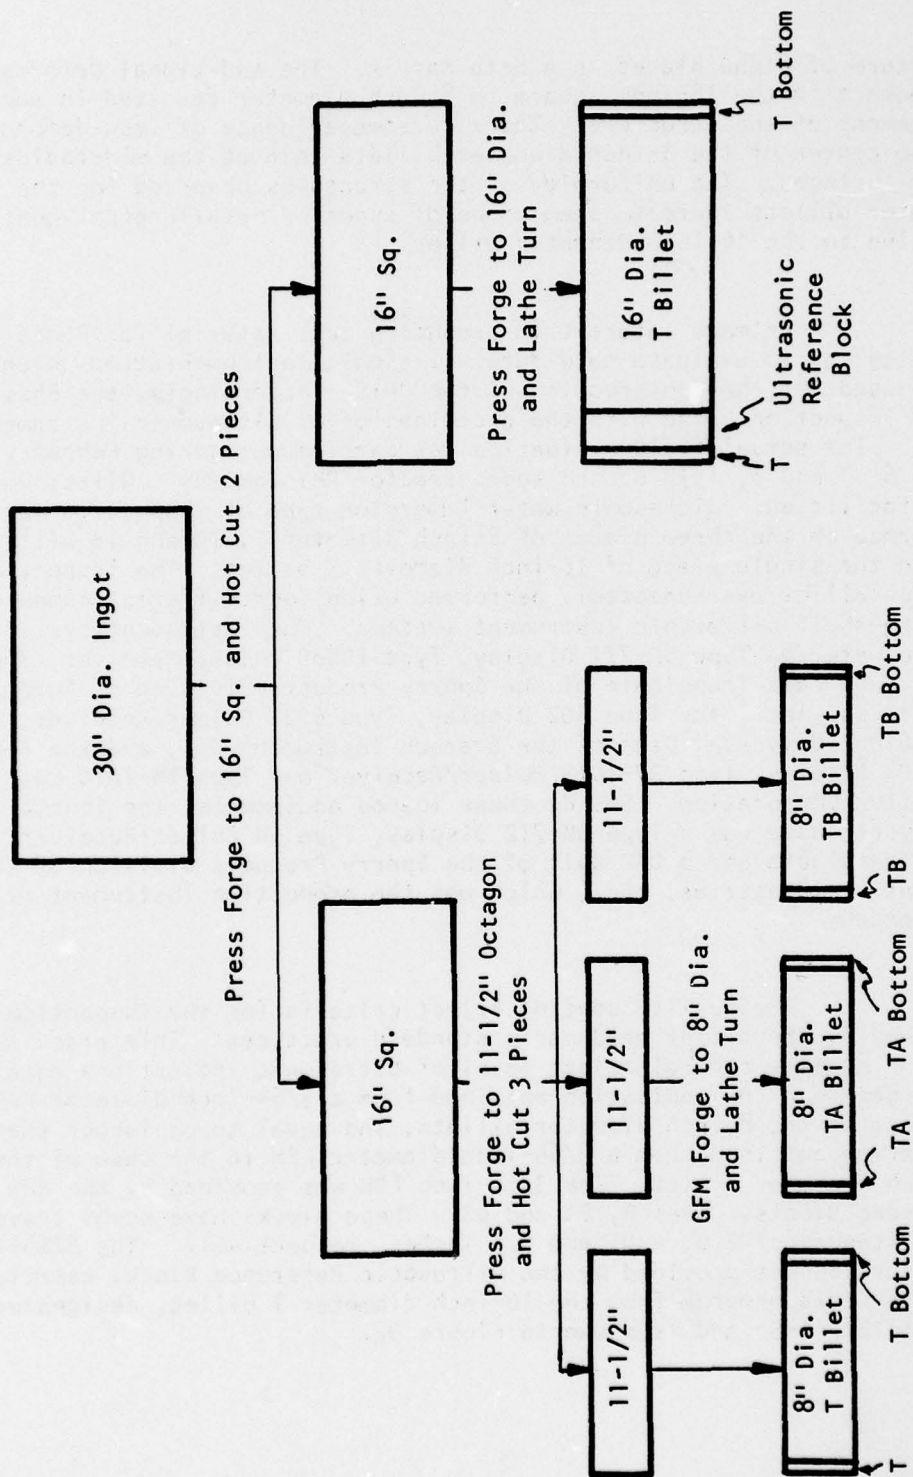 30" Dia. Ingot
Press Forge to 16" Sq. and Hot Cut 2 Pieces
16" Sq.
16" Sq.
Press Forge to 11-1/2" Octagon
and Hot Cut 3 Pieces
Press Forge to 16" Dia.
and Lathe Turn
11-1/2"
11-1/2"
11-1/2"
GFM Forge to 8" Dia.
and Lathe Turn
8" Dia.
T Billet
8" Dia.
TA Billet
8" Dia.
TB Billet
16" Dia.
T Billet
T
T Bottom
TA
TA Bottom
TB
TB Bottom
T
Ultrasonic
Reference
Block
T Bottom